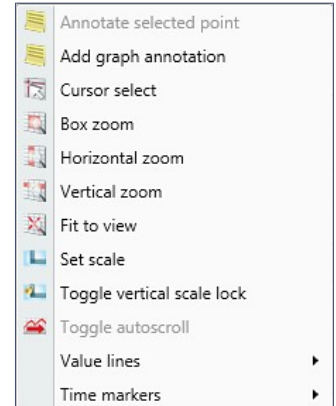 Annotate selected point
Add graph annotation
Cursor select
Box zoom
Horizontal zoom
Vertical zoom
Fit to view
Set scale
Toggle vertical scale lock
Toggle autoscroll
Value lines
Time markers